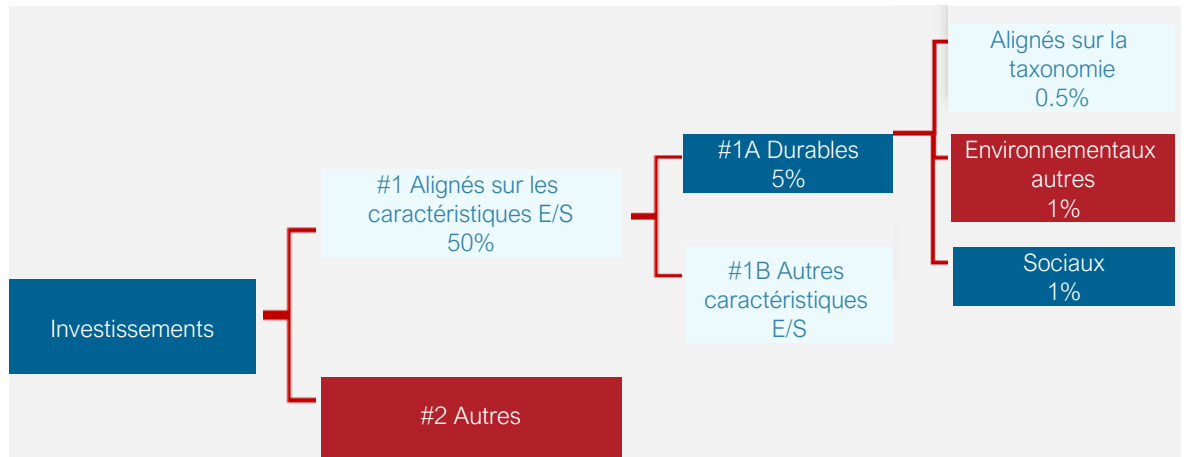 Investissements
#1 Alignés sur les
caractéristiques E/S
50%
#2 Autres
#1A Durables
5%
#1B Autres
caractéristiques
E/S
Alignés sur la
taxonomie
0.5%
Environnementaux
autres
1%
Sociaux
1%